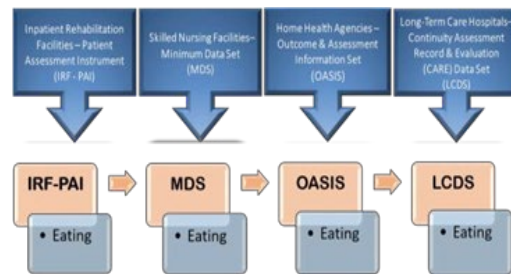 Inpatient Rehabilitation
Facilities – Patient
Assessment Instrument
(IRF - PAI)
Skilled Nursing Facilities–
Minimum Data Set
(MDS)
Home Health Agencies –
Outcome & Assessment
Information Set
(OASIS)
Long-Term Care Hospitals-
Continuity Assessment
Record & Evaluation
(CARE) Data Set
(LCDS)
IRF-PAI
MDS
OASIS
LCDS
• Eating
• Eating
• Eating
• Eating